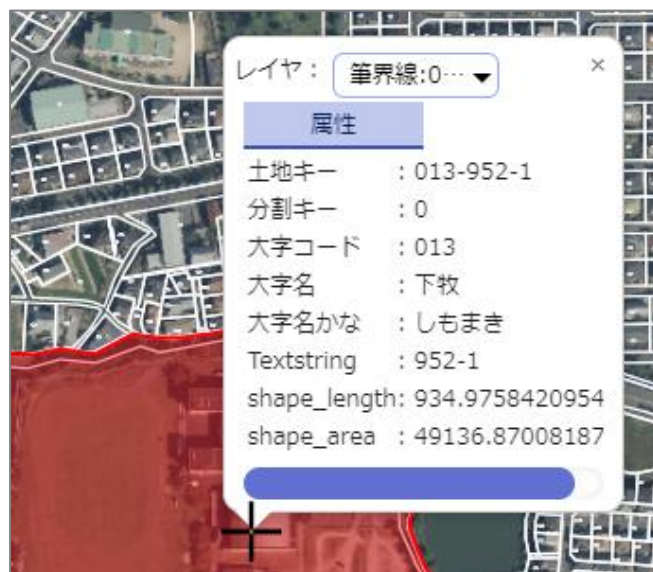 レイヤ： 筆界線:0… ×
属性
土地キー : 013-952-1
分割キー : 0
大字コード : 013
大字名 : 下牧
大字名かな : しもまき
Textstring : 952-1
shape_length: 934.9758420954
shape_area : 49136.87008187